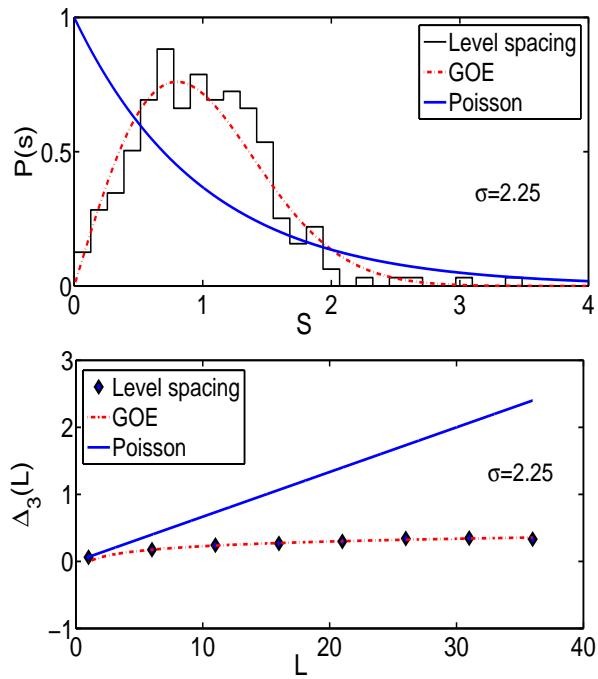 1
0.5
0
P(s)
Level spacing
GOE
Poisson
σ=2.25
0 1 2 3 4
S
3
2
1
0
−1
Δ_3(L)
Level spacing
GOE
Poisson
σ=2.25
0 10 20 30 40
L